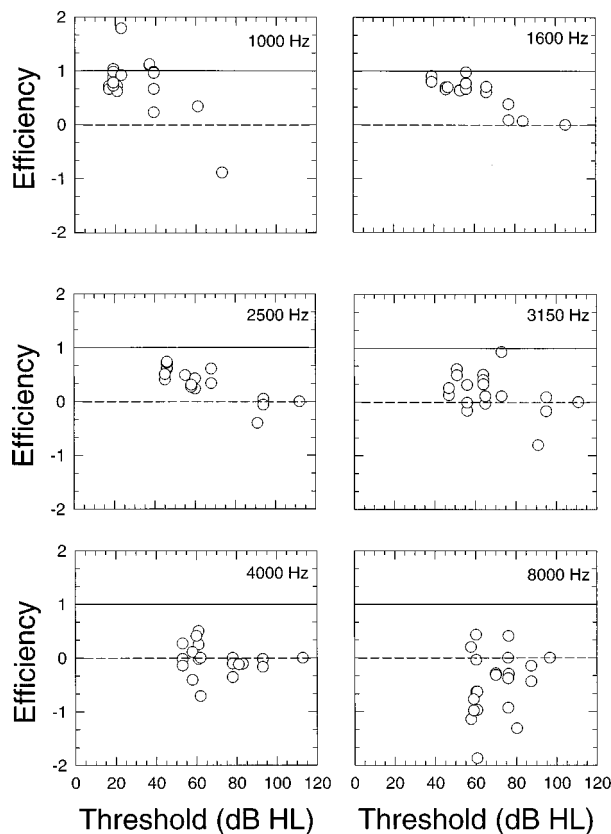 2
1
0
-1
-2
Efficiency
1000 Hz
1600 Hz
2
1
0
-1
-2
Efficiency
2500 Hz
3150 Hz
2
1
0
-1
-2
Efficiency
4000 Hz
8000 Hz
0 20 40 60 80 100 120
0 20 40 60 80 100 120
Threshold (dB HL)
Threshold (dB HL)